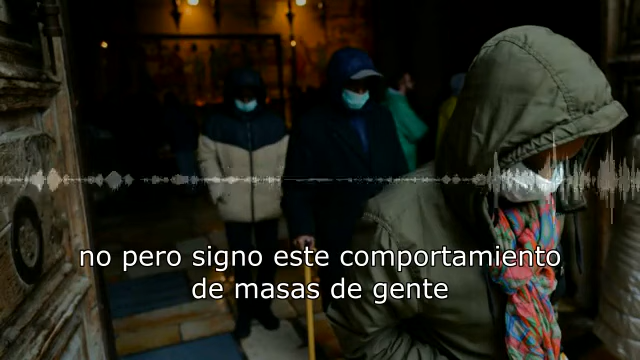 no pero signo este comportamiento
de masas de gente